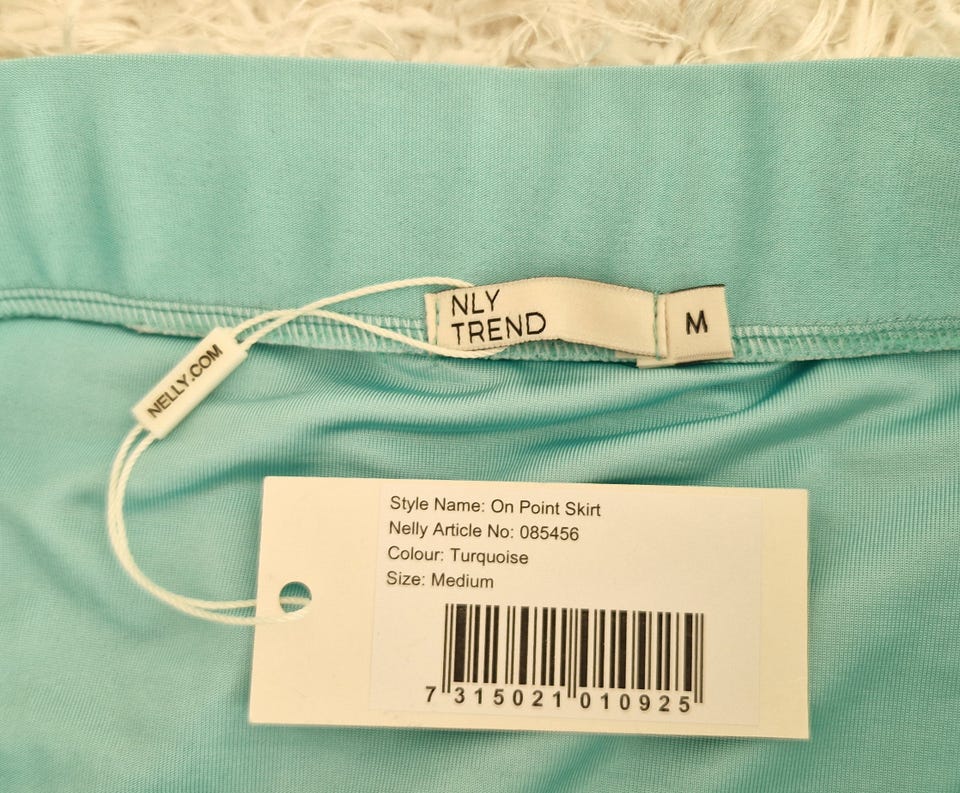 NLY
TREND
M
NELLY.COM
Style Name: On Point Skirt
Nelly Article No: 085456
Colour: Turquoise
Size: Medium
7 315021 010925